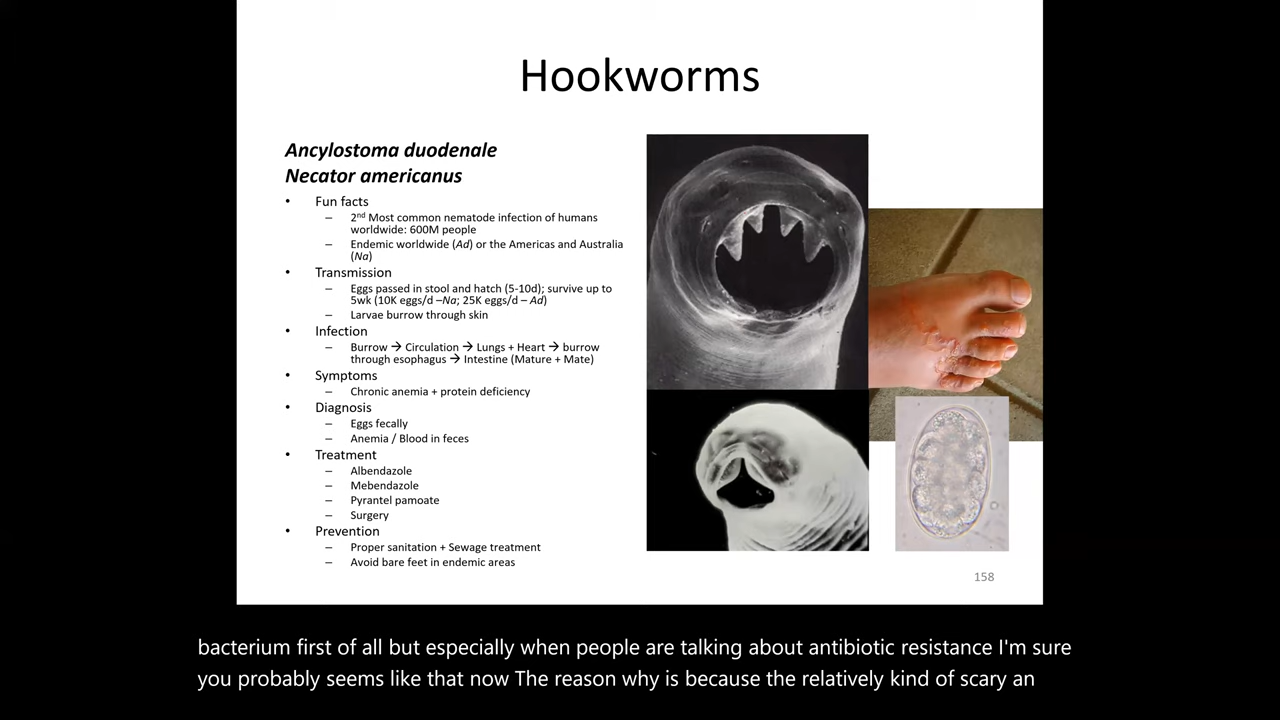 Hookworms
Ancylostoma duodenale
Necator americanus
• Fun facts
– 2nd Most common nematode infection of humans
worldwide: 600M people
– Endemic worldwide (Ad) or the Americas and Australia
(Na)
• Transmission
– Eggs passed in stool and hatch (5-10d); survive up to
5wk (10K eggs/d –Na; 25K eggs/d – Ad)
– Larvae burrow through skin
• Infection
– Burrow → Circulation → Lungs + Heart → burrow
through esophagus → Intestine (Mature + Mate)
• Symptoms
– Chronic anemia + protein deficiency
• Diagnosis
– Eggs fecally
– Anemia / Blood in feces
• Treatment
– Albendazole
– Mebendazole
– Pyrantel pamoate
– Surgery
• Prevention
– Proper sanitation + Sewage treatment
– Avoid bare feet in endemic areas
158
bacterium first of all but especially when people are talking about antibiotic resistance I'm sure
you probably seems like that now The reason why is because the relatively kind of scary an